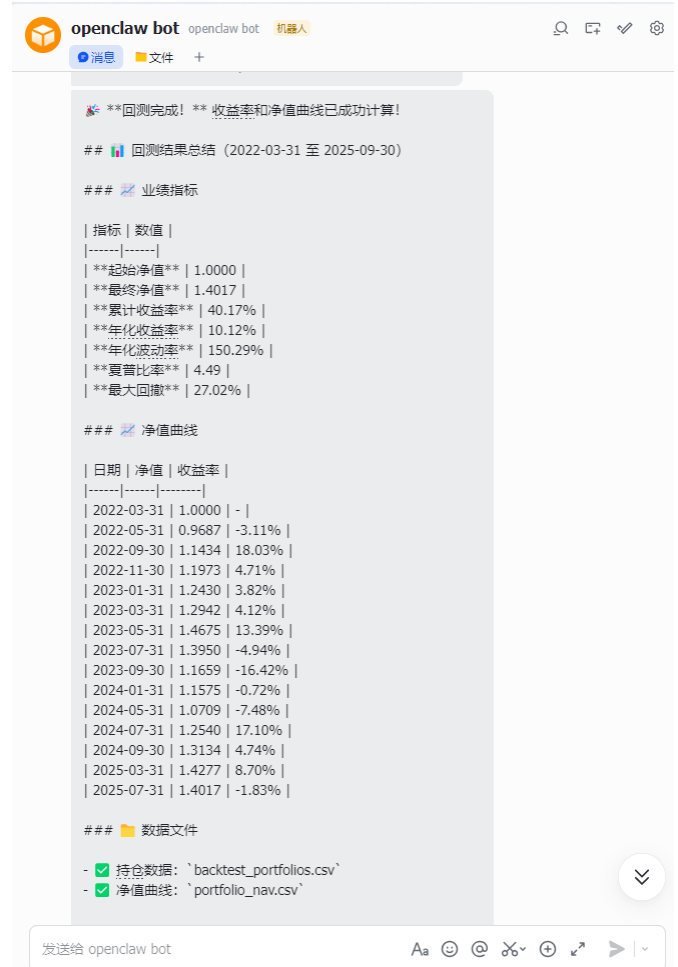 openclaw bot openclaw bot 机器人
消息 文件 +
**回测完成！** 收益率和净值曲线已成功计算！
## 回测结果总结（2022-03-31 至 2025-09-30）
### 业绩指标
| 指标 | 数值 |
|------|------|
| **起始净值** | 1.0000 |
| **最终净值** | 1.4017 |
| **累计收益率** | 40.17% |
| **年化收益率** | 10.12% |
| **年化波动率** | 150.29% |
| **夏普比率** | 4.49 |
| **最大回撤** | 27.02% |
### 净值曲线
| 日期 | 净值 | 收益率 |
|------|------|--------|
| 2022-03-31 | 1.0000 | - |
| 2022-05-31 | 0.9687 | -3.11% |
| 2022-09-30 | 1.1434 | 18.03% |
| 2022-11-30 | 1.1973 | 4.71% |
| 2023-01-31 | 1.2430 | 3.82% |
| 2023-03-31 | 1.2942 | 4.12% |
| 2023-05-31 | 1.4675 | 13.39% |
| 2023-07-31 | 1.3950 | -4.94% |
| 2023-09-30 | 1.1659 | -16.42% |
| 2024-01-31 | 1.1575 | -0.72% |
| 2024-05-31 | 1.0709 | -7.48% |
| 2024-07-31 | 1.2540 | 17.10% |
| 2024-09-30 | 1.3134 | 4.74% |
| 2025-03-31 | 1.4277 | 8.70% |
| 2025-07-31 | 1.4017 | -1.83% |
### 数据文件
- ✅ 持仓数据：`backtest_portfolios.csv`
- ✅ 净值曲线：`portfolio_nav.csv`
发送给 openclaw bot Aa